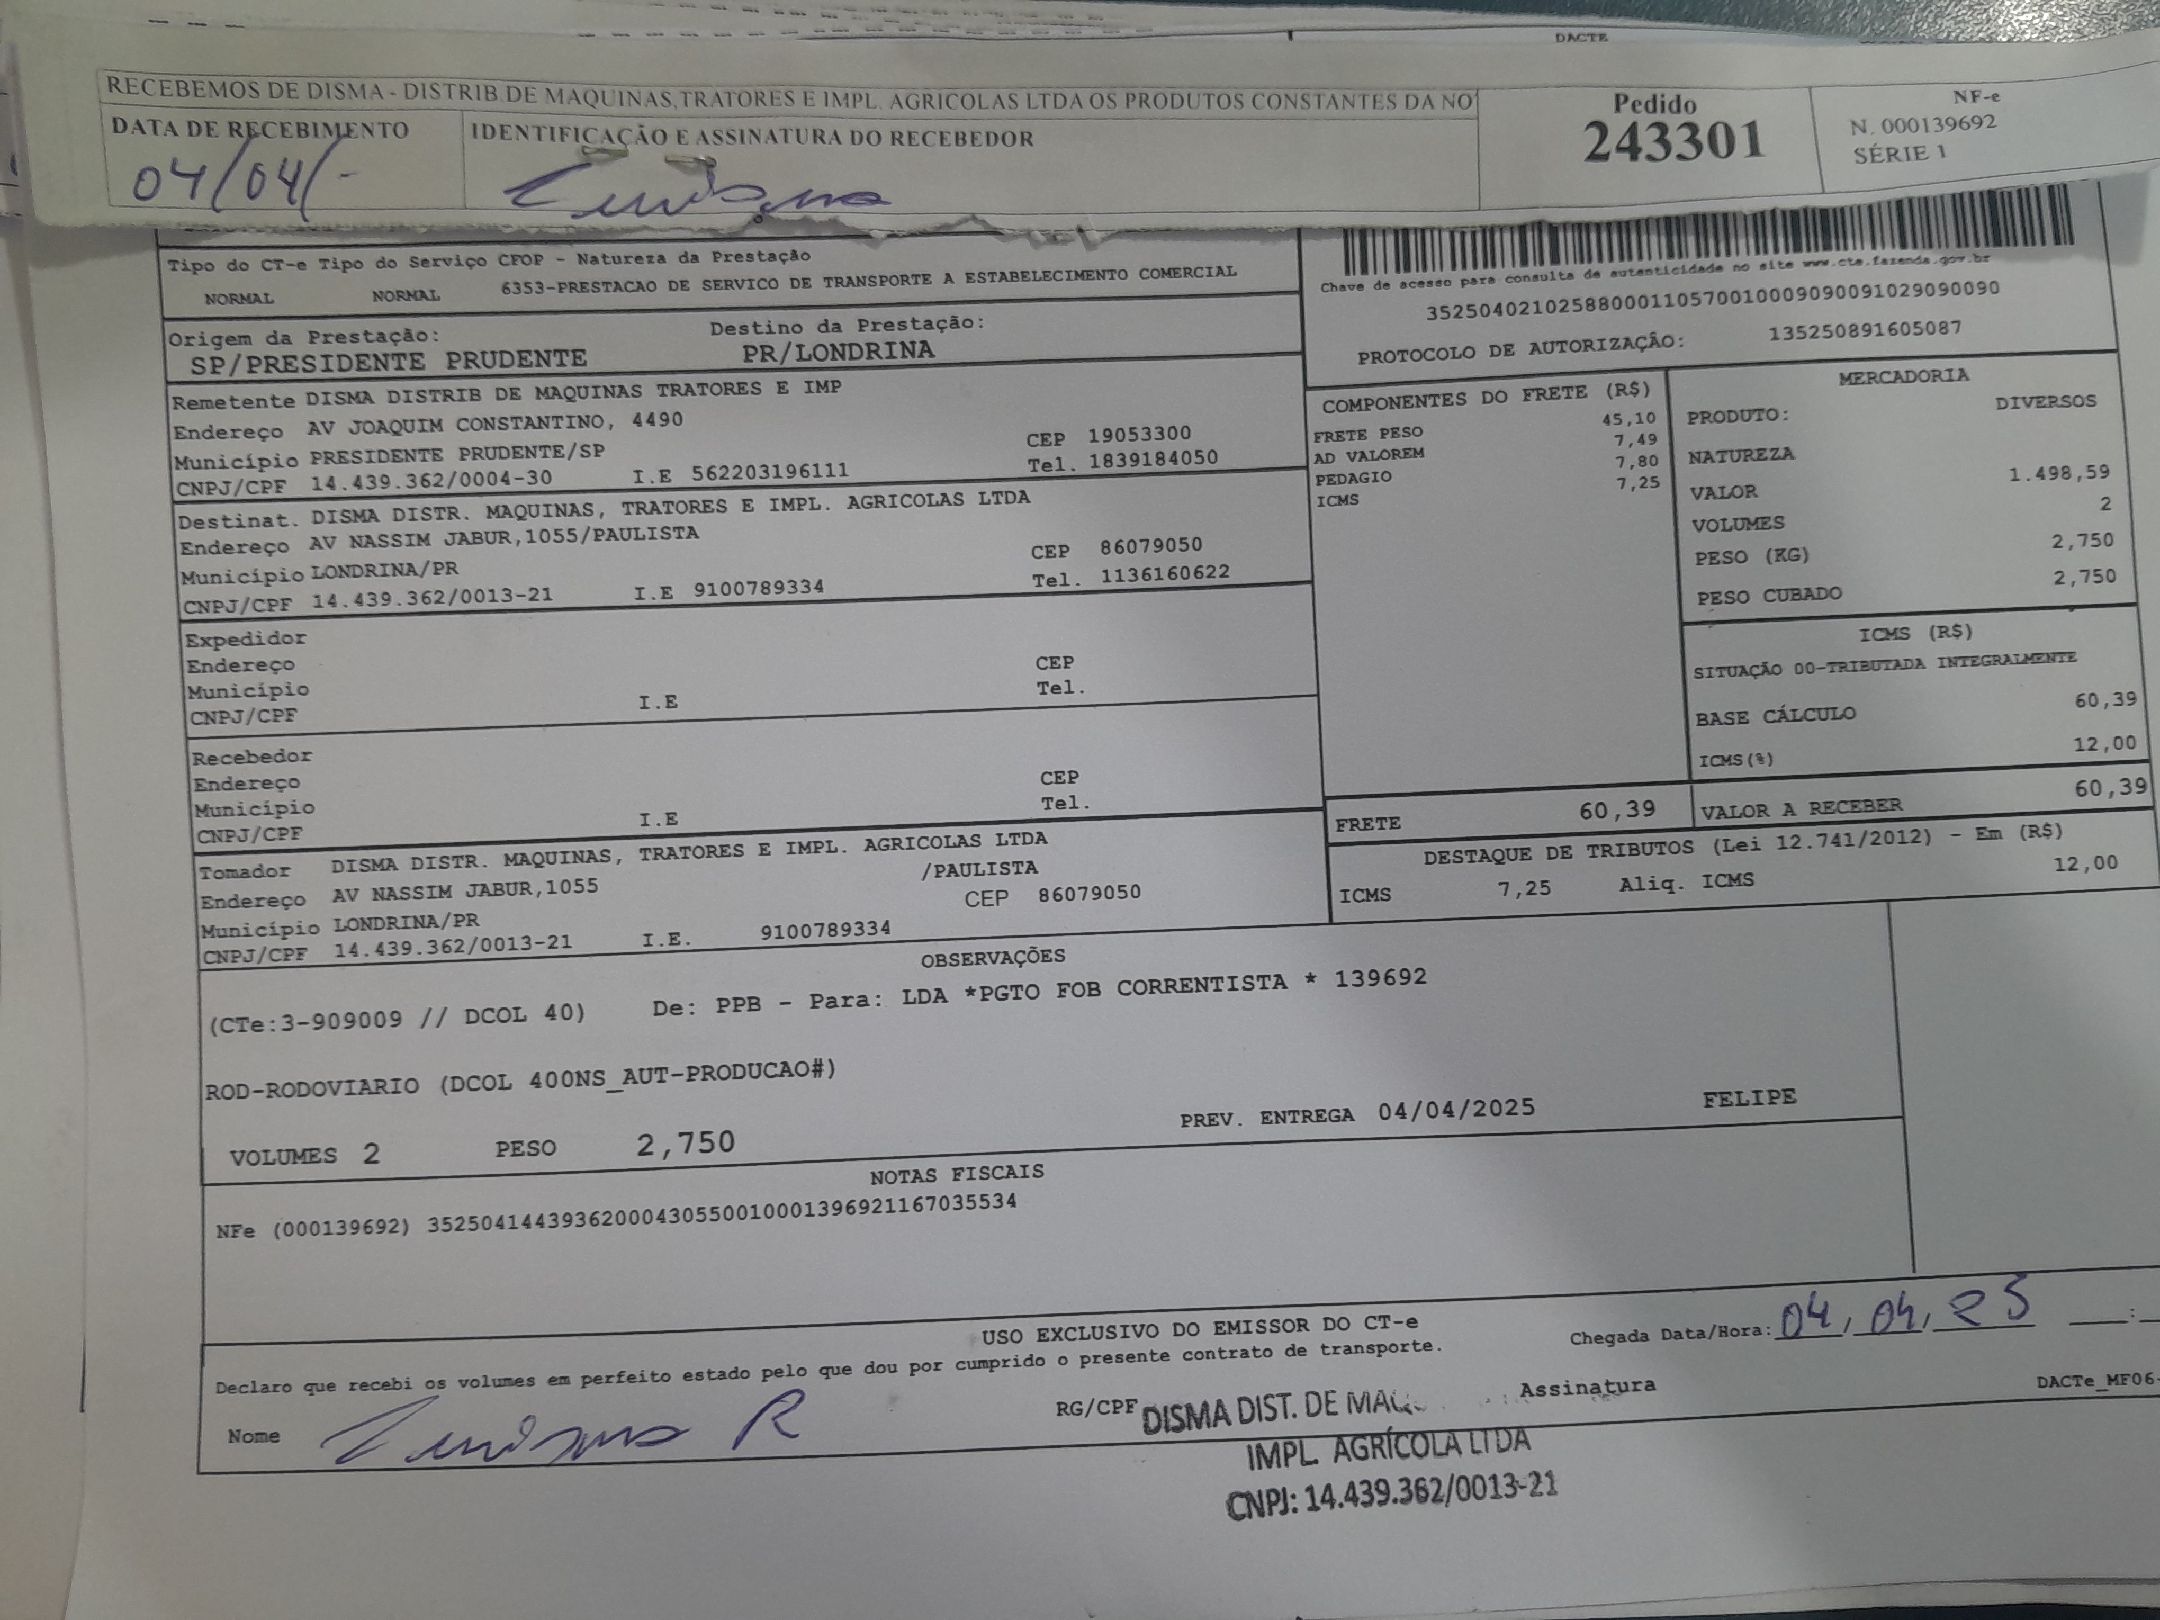 DACTE
RECEBEMOS DE DISMA - DISTRIB DE MAQUINAS,TRATORES E IMPL. AGRICOLAS LTDA OS PRODUTOS CONSTANTES DA NO
DATA DE RECEBIMENTO
IDENTIFICAÇÃO E ASSINATURA DO RECEBEDOR
04/04/-
Pedido
243301
NF-e
N. 000139692
SÉRIE 1
Tipo do CT-e Tipo do Serviço CFOP - Natureza da Prestação
NORMAL NORMAL 6353-PRESTACAO DE SERVICO DE TRANSPORTE A ESTABELECIMENTO COMERCIAL
Chave de acesso para consulta de autenticidade no site www.cte.fazenda.gov.br
35250402102588000110570010009090091029090090
PROTOCOLO DE AUTORIZAÇÃO: 135250891605087
Origem da Prestação: Destino da Prestação:
SP/PRESIDENTE PRUDENTE PR/LONDRINA
Remetente DISMA DISTRIB DE MAQUINAS TRATORES E IMP
Endereço AV JOAQUIM CONSTANTINO, 4490
Município PRESIDENTE PRUDENTE/SP CEP 19053300
CNPJ/CPF 14.439.362/0004-30 I.E 562203196111 Tel. 1839184050
Destinat. DISMA DISTR. MAQUINAS, TRATORES E IMPL. AGRICOLAS LTDA
Endereço AV NASSIM JABUR,1055/PAULISTA
Município LONDRINA/PR CEP 86079050
CNPJ/CPF 14.439.362/0013-21 I.E 9100789334 Tel. 1136160622
Expedidor
Endereço
Município CEP
CNPJ/CPF I.E Tel.
Recebedor
Endereço
Município CEP
CNPJ/CPF I.E Tel.
Tomador DISMA DISTR. MAQUINAS, TRATORES E IMPL. AGRICOLAS LTDA
Endereço AV NASSIM JABUR,1055 /PAULISTA
Município LONDRINA/PR CEP 86079050
CNPJ/CPF 14.439.362/0013-21 I.E. 9100789334
COMPONENTES DO FRETE (R$)
FRETE PESO 45,10
AD VALOREM 7,49
PEDAGIO 7,80
ICMS 7,25
MERCADORIA
PRODUTO: DIVERSOS
NATUREZA
VALOR 1.498,59
VOLUMES 2
PESO (KG) 2,750
PESO CUBADO 2,750
ICMS (R$)
SITUAÇÃO 00-TRIBUTADA INTEGRALMENTE
BASE CÁLCULO 60,39
ICMS(%) 12,00
FRETE 60,39 VALOR A RECEBER 60,39
DESTAQUE DE TRIBUTOS (Lei 12.741/2012) - Em (R$)
ICMS 7,25 Aliq. ICMS 12,00
OBSERVAÇÕES
(CTe:3-909009 // DCOL 40) De: PPB - Para: LDA *PGTO FOB CORRENTISTA * 139692
ROD-RODOVIARIO (DCOL 400NS_AUT-PRODUCAO#)
VOLUMES 2 PESO 2,750 PREV. ENTREGA 04/04/2025 FELIPE
NOTAS FISCAIS
NFe (000139692) 35250414439362000430550010001396921167035534
USO EXCLUSIVO DO EMISSOR DO CT-e
Chegada Data/Hora: 04, 04, 25
Declaro que recebi os volumes em perfeito estado pelo que dou por cumprido o presente contrato de transporte.
Nome RG/CPF Assinatura DACTe_MF06
DISMA DIST. DE
IMPL. AGRÍCOLA LTDA
CNPJ: 14.439.362/0013-21